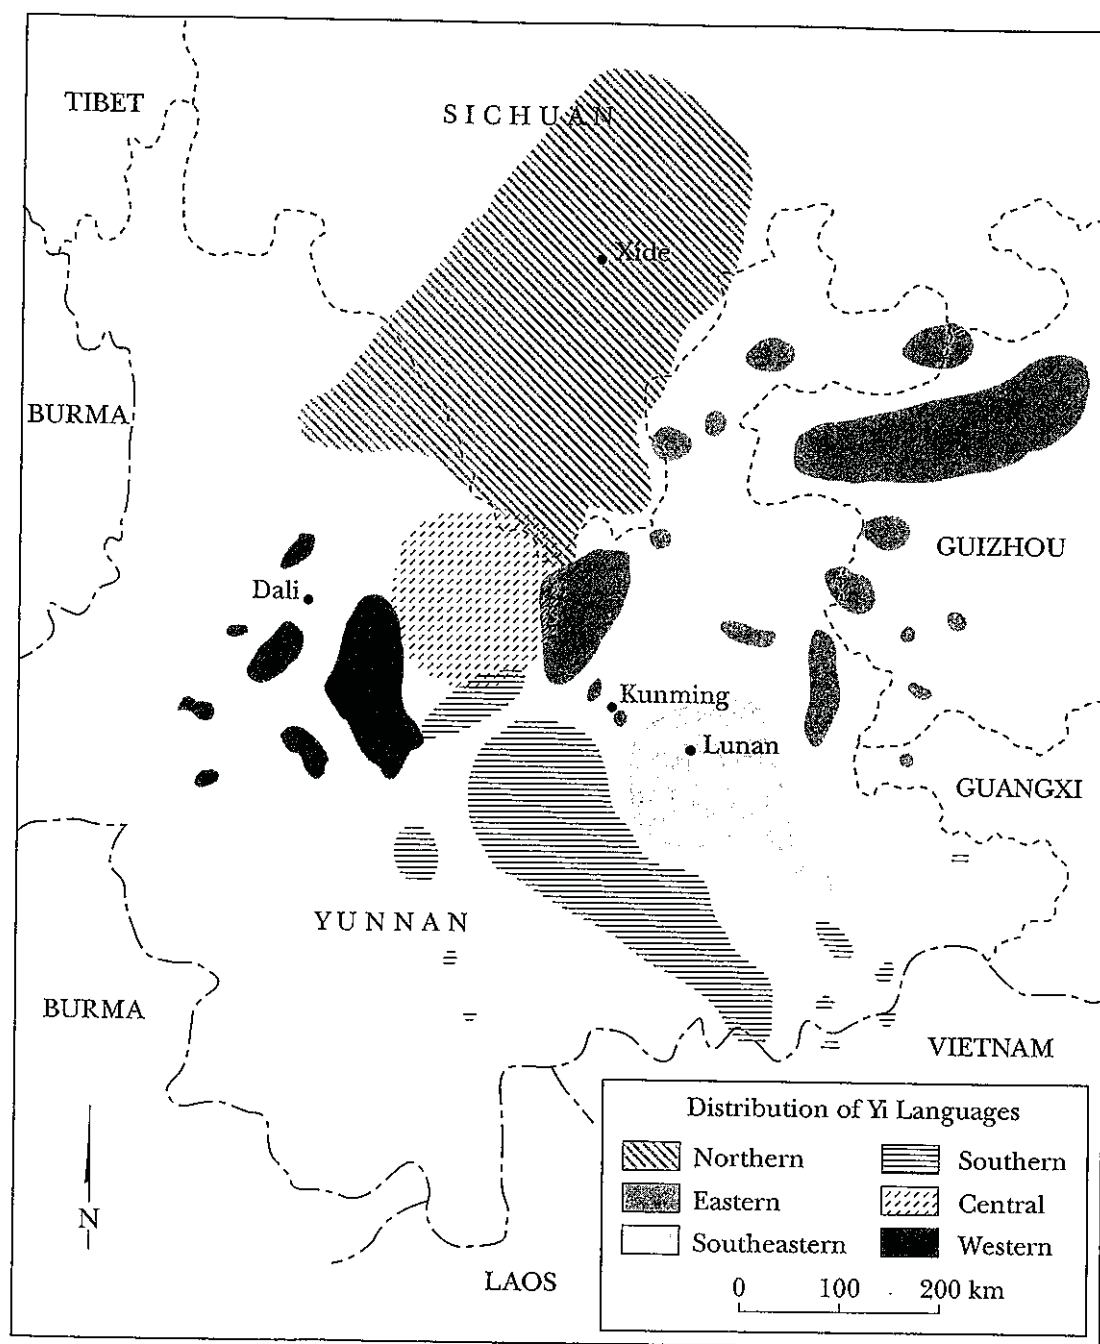 TIBET
SICHUAN
Xide
BURMA
GUIZHOU
Dali
Kunming
Lunan
GUANGXI
YUNNAN
BURMA
VIETNAM
Distribution of Yi Languages
Northern
Southern
Eastern
Central
Southeastern
Western
0 100 200 km
N
LAOS